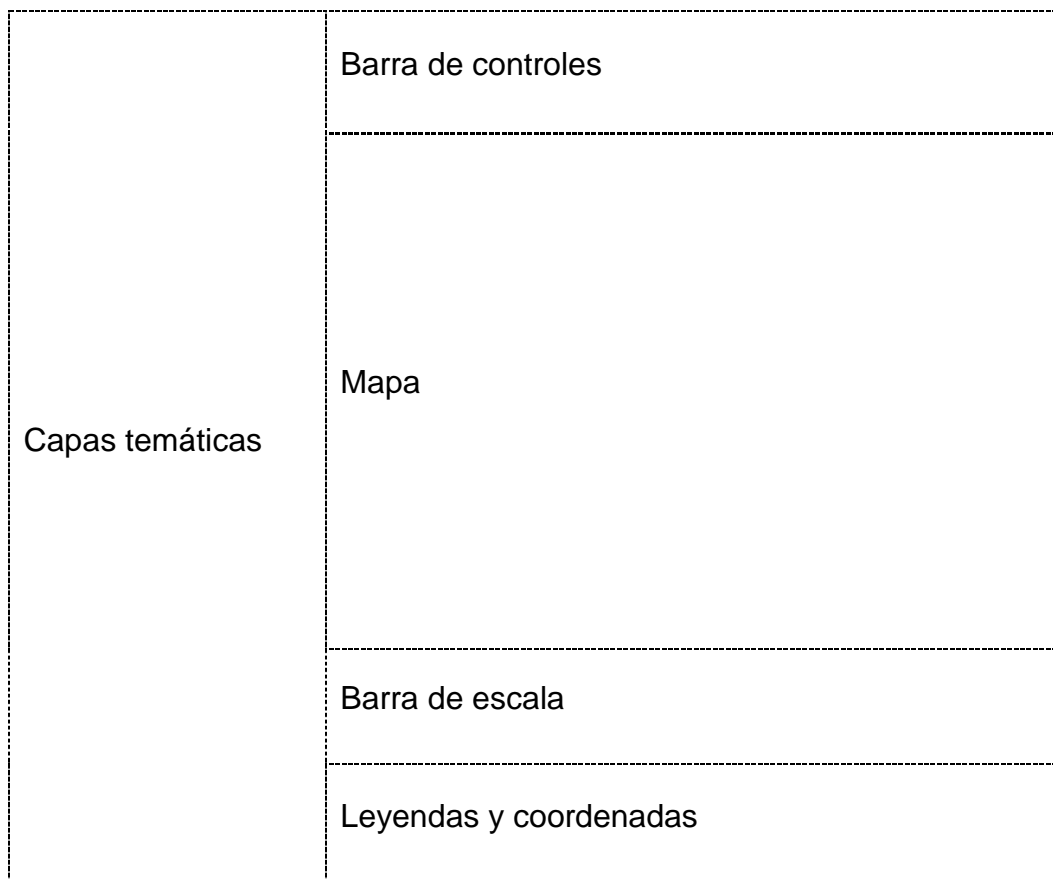 Barra de controles
Mapa
Capas temáticas
Barra de escala
Leyendas y coordenadas